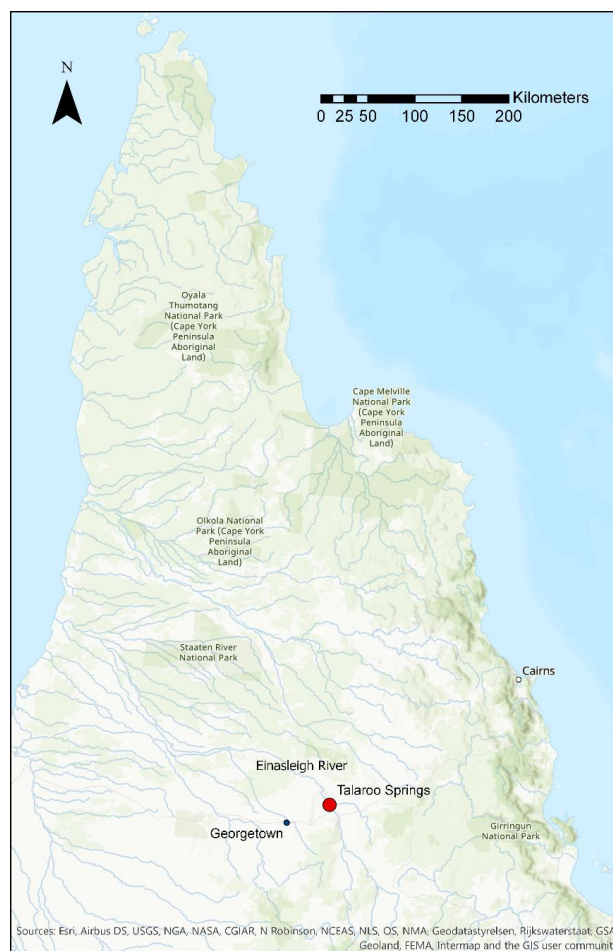 N
Kilometers
0 25 50 100 150 200
Oyala
Thumotang
National Park
(Cape York
Peninsula
Aboriginal
Land)
Cape Melville
National Park
(Cape York
Peninsula
Aboriginal
Land)
Olkola National
Park (Cape York
Peninsula
Aboriginal
Land)
Staaten River
National Park
Cairns
Einasleigh River
Talaroo Springs
Georgetown
Girringun
National Park
Sources: Esri, Airbus DS, USGS, NGA, NASA, CGIAR, N Robinson, NCEAS, NLS, OS, NMA, Geodatastyrelsen, Rijkswaterstaat, GSA,
Geoland, FEMA, Intermap and the GIS user communi